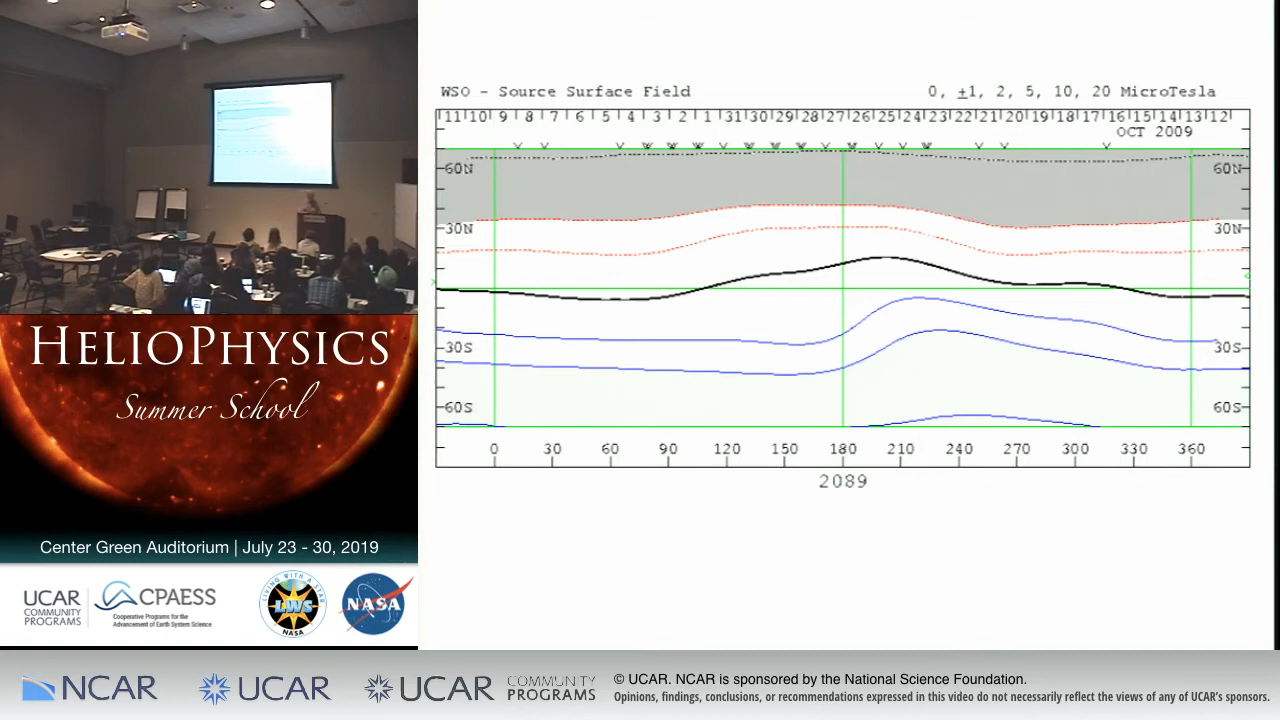 WSO - Source Surface Field
0, ±1, 2, 5, 10, 20 MicroTesla
11 10 9 8 7 6 5 4 3 2 1 31 30 29 28 27 26 25 24 23 22 21 20 19 18 17 16 15 14 13 12
OCT 2009
60N 60N
30N 30N
30S 30S
60S 60S
0 30 60 90 120 150 180 210 240 270 300 330 360
2089
HELIOPHYSICS
Summer School
Center Green Auditorium | July 23 - 30, 2019
UCAR
COMMUNITY
PROGRAMS
CPAESS
Cooperative Programs for the
Advancement of Earth System Science
LIVING WITH A STAR
LWS
NASA
NASA
NCAR
UCAR
UCAR
COMMUNITY
PROGRAMS
© UCAR. NCAR is sponsored by the National Science Foundation.
Opinions, findings, conclusions, or recommendations expressed in this video do not necessarily reflect the views of any of UCAR's sponsors.